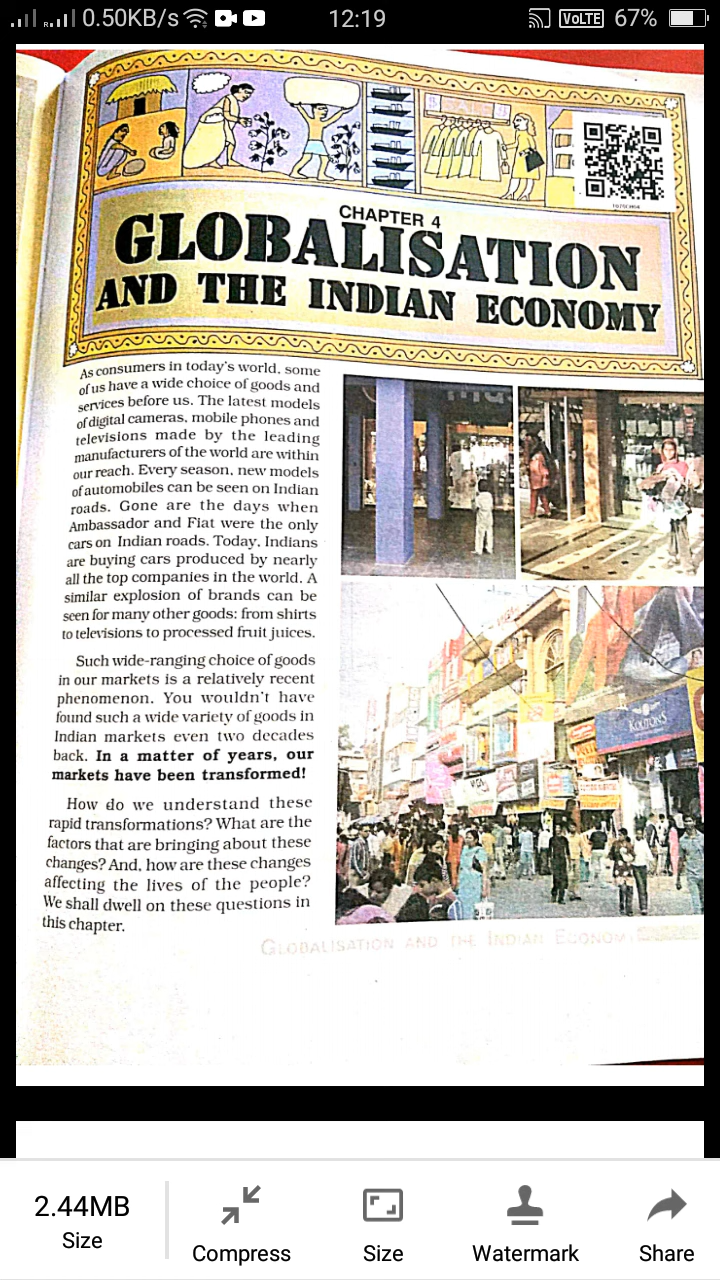 0.50KB/s
12:19
VoLTE 67%
SALE
CHAPTER 4
GLOBALISATION
AND THE INDIAN ECONOMY
As consumers in today's world, some
of us have a wide choice of goods and
services before us. The latest models
of digital cameras, mobile phones and
televisions made by the leading
manufacturers of the world are within
our reach. Every season, new models
of automobiles can be seen on Indian
roads. Gone are the days when
Ambassador and Fiat were the only
cars on Indian roads. Today, Indians
are buying cars produced by nearly
all the top companies in the world. A
similar explosion of brands can be
seen for many other goods: from shirts
to televisions to processed fruit juices.
Such wide-ranging choice of goods
in our markets is a relatively recent
phenomenon. You wouldn't have
found such a wide variety of goods in
Indian markets even two decades
back. In a matter of years, our
markets have been transformed!
How do we understand these
rapid transformations? What are the
factors that are bringing about these
changes? And, how are these changes
affecting the lives of the people?
We shall dwell on these questions in
this chapter.
KOUTONS
GLOBALISATION AND THE INDIAN ECONOMY
2.44MB
Size
Compress
Size
Watermark
Share